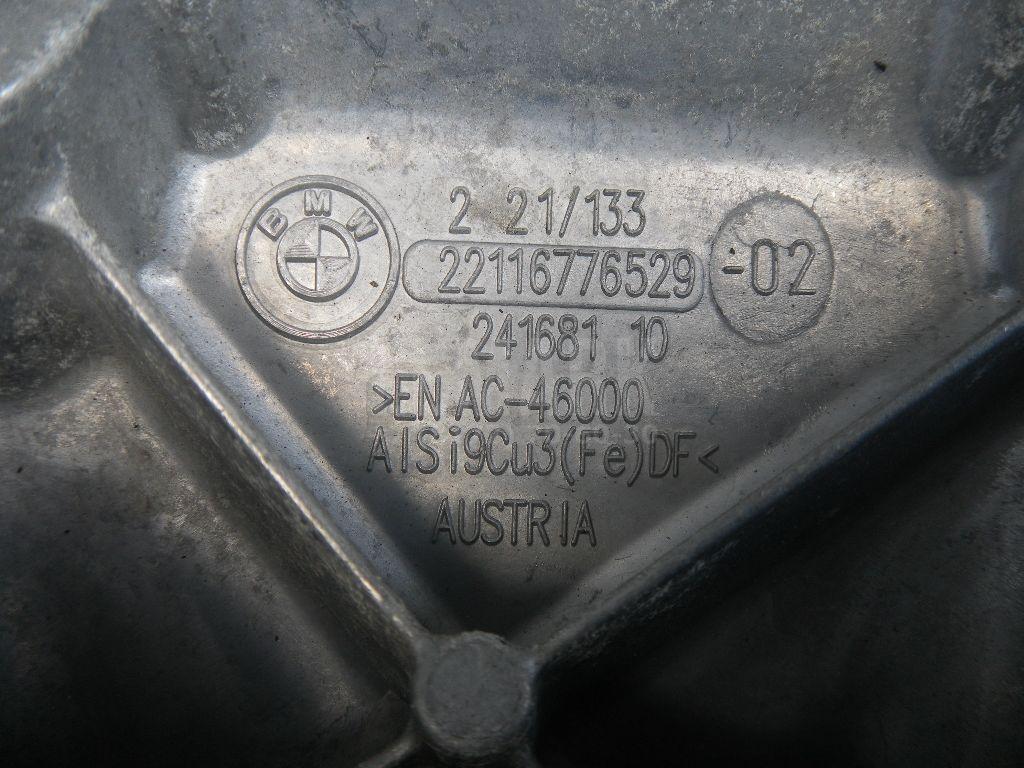 BMW
2 21/133
22116776529 -02
241681 10
>EN AC-46000
AlSi9Cu3(Fe)DF<
AUSTRIA